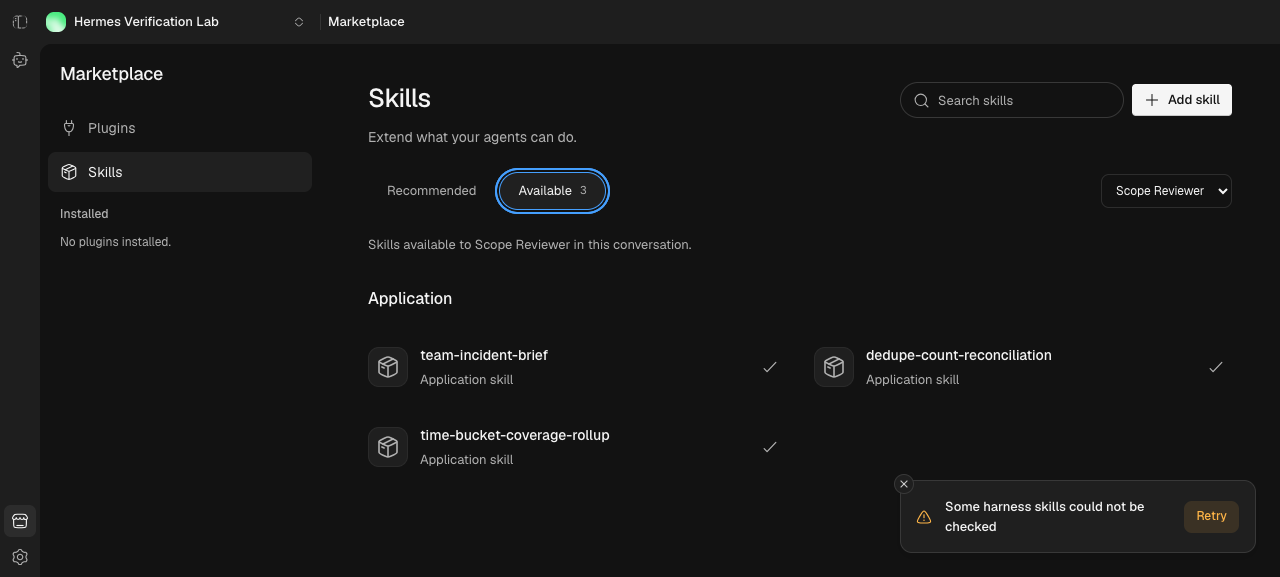 Hermes Verification Lab
Marketplace
Marketplace
Plugins
Skills
Installed
No plugins installed.
Skills
Search skills
Add skill
Extend what your agents can do.
Recommended
Available 3
Scope Reviewer
Skills available to Scope Reviewer in this conversation.
Application
team-incident-brief
Application skill
dedupe-count-reconciliation
Application skill
time-bucket-coverage-rollup
Application skill
Some harness skills could not be
checked
Retry